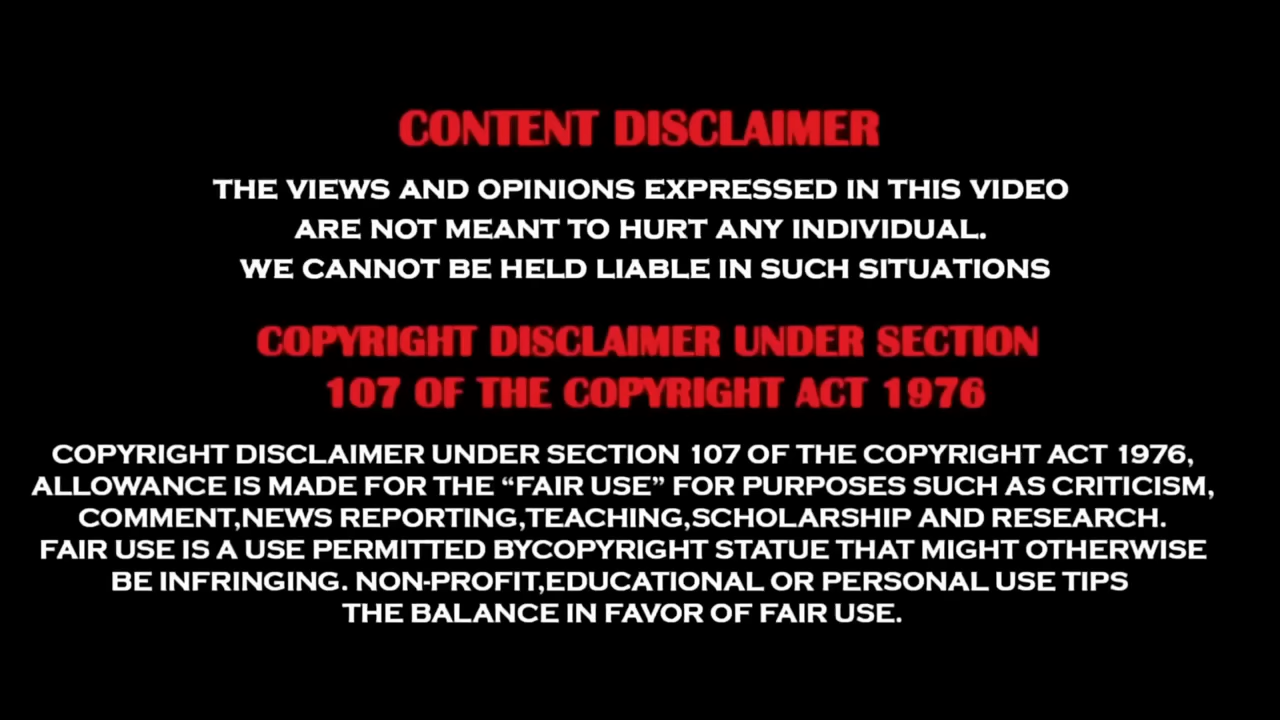 CONTENT DISCLAIMER
THE VIEWS AND OPINIONS EXPRESSED IN THIS VIDEO
ARE NOT MEANT TO HURT ANY INDIVIDUAL.
WE CANNOT BE HELD LIABLE IN SUCH SITUATIONS
COPYRIGHT DISCLAIMER UNDER SECTION
107 OF THE COPYRIGHT ACT 1976
COPYRIGHT DISCLAIMER UNDER SECTION 107 OF THE COPYRIGHT ACT 1976,
ALLOWANCE IS MADE FOR THE “FAIR USE” FOR PURPOSES SUCH AS CRITICISM,
COMMENT,NEWS REPORTING,TEACHING,SCHOLARSHIP AND RESEARCH.
FAIR USE IS A USE PERMITTED BYCOPYRIGHT STATUE THAT MIGHT OTHERWISE
BE INFRINGING. NON-PROFIT,EDUCATIONAL OR PERSONAL USE TIPS
THE BALANCE IN FAVOR OF FAIR USE.